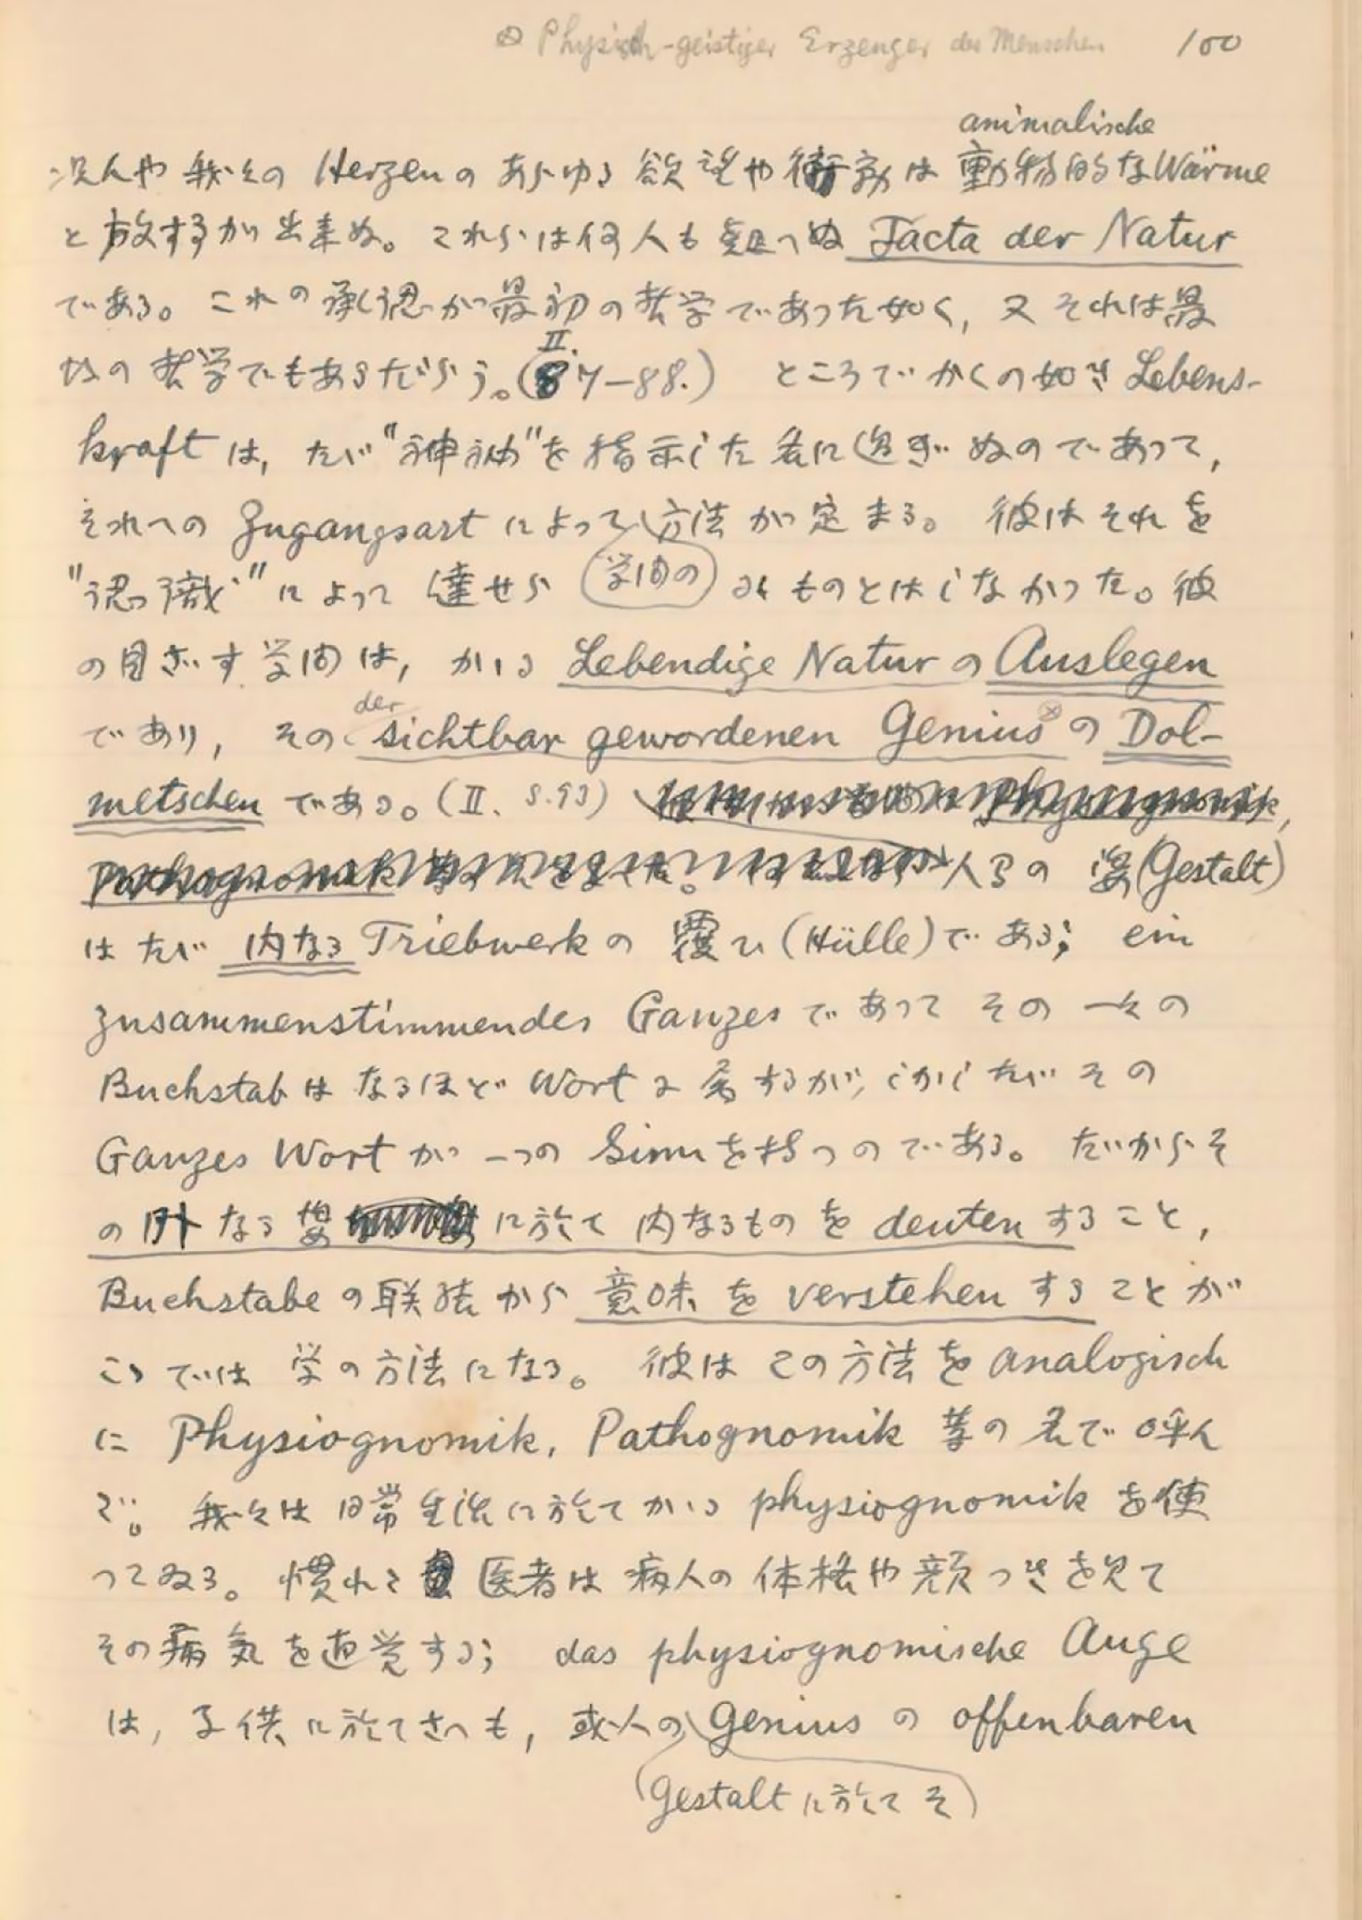 ⊗ Physisch-geistiger Erzeuger des Menschen 100
animalische
況んや我々の Herzen のあらゆる欲望や衝動は動物的な Wärme
と放するが出来ぬ。これらは何人も疑へぬ Facta der Natur
である。これの承認が最初の哲学であった如く, 又それは最
後の哲学でもあるだらう。(II. 87—88.) ところでかくの如き Lebens-
kraft は, たゞ"神秘"を指示した名に過ぎぬのであって,
それへの Zugangsart によって方法が定まる。彼はそれを
"認識"によって達せら 学問の みものとはしなかった。彼
の目ざす学問は, かゝる Lebendige Natur の Auslegen
であり, その der sichtbar gewordenen Genius⊗ の Dol-
metschen である。(II. S.93)
人間の姿(Gestalt)
はたゞ内なる Triebwerk の覆ひ(Hülle)である; ein
zusammenstimmendes Ganzes であってその一々の
Buchstab はなるほど Wort に属するが, しかしたゞその
Ganzes Wort が一つの Sinn を持つのである。だからそ
の外なる姿に於て内なるものを deuten すること,
Buchstabe の联結から意味を verstehen することが
こゝでは学の方法になる。彼はこの方法を analogisch
に Physiognomik, Pathognomik 等の名で呼ん
だ。我々は日常生活に於てかゝる physiognomik を使
ってゐる。慣れた医者は病人の体格や顔つきを見て
その病気を直覚する; das physiognomische Auge
は, 子供に於てさへも, 或人の Genius の offenbaren
Gestalt に於てそ